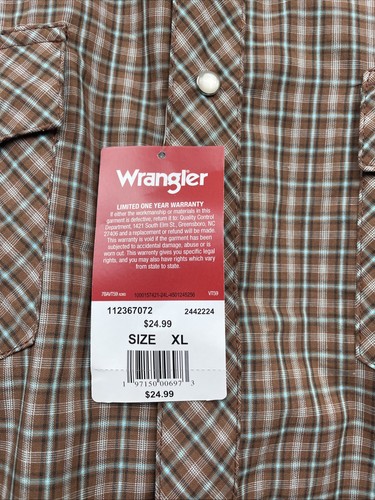 Wrangler
LIMITED ONE YEAR WARRANTY
If either the workmanship or materials in this
garment is defective, return it to: Quality Control
Department, 1421 South Elm St., Greensboro, NC
27406 and a replacement or refund will be made.
This warranty is void if the garment has been
subjected to accidental damage, abuse or is
worn out. This warranty gives you specific legal
rights, and you may also have rights which vary
from state to state.
VT59
112367072 2442224
$24.99
SIZE XL
1 97150 00697 3
$24.99